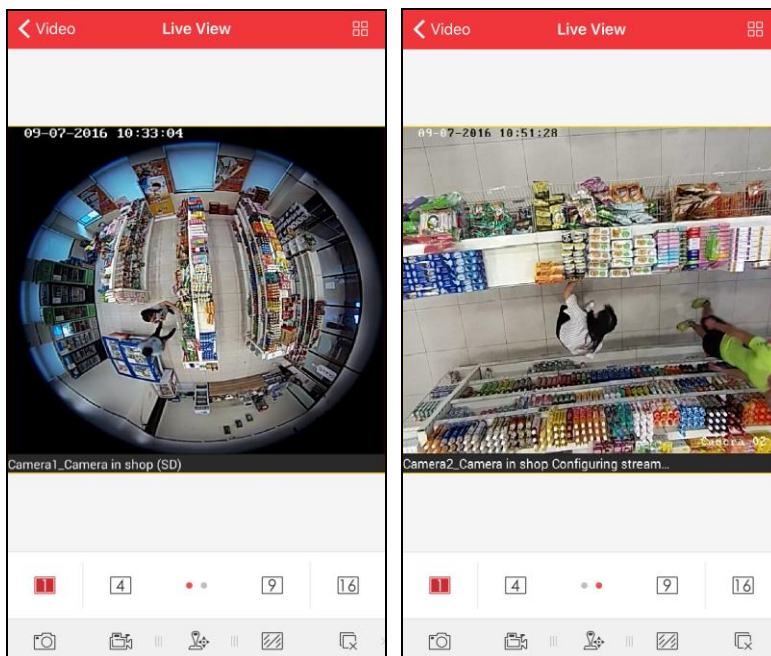 Video
Live View
09-07-2016 10:33:04
Camera1_Camera in shop (SD)
1
4
9
16
Video
Live View
09-07-2016 10:51:28
Camera 02
Camera2_Camera in shop Configuring stream...
1
4
9
16